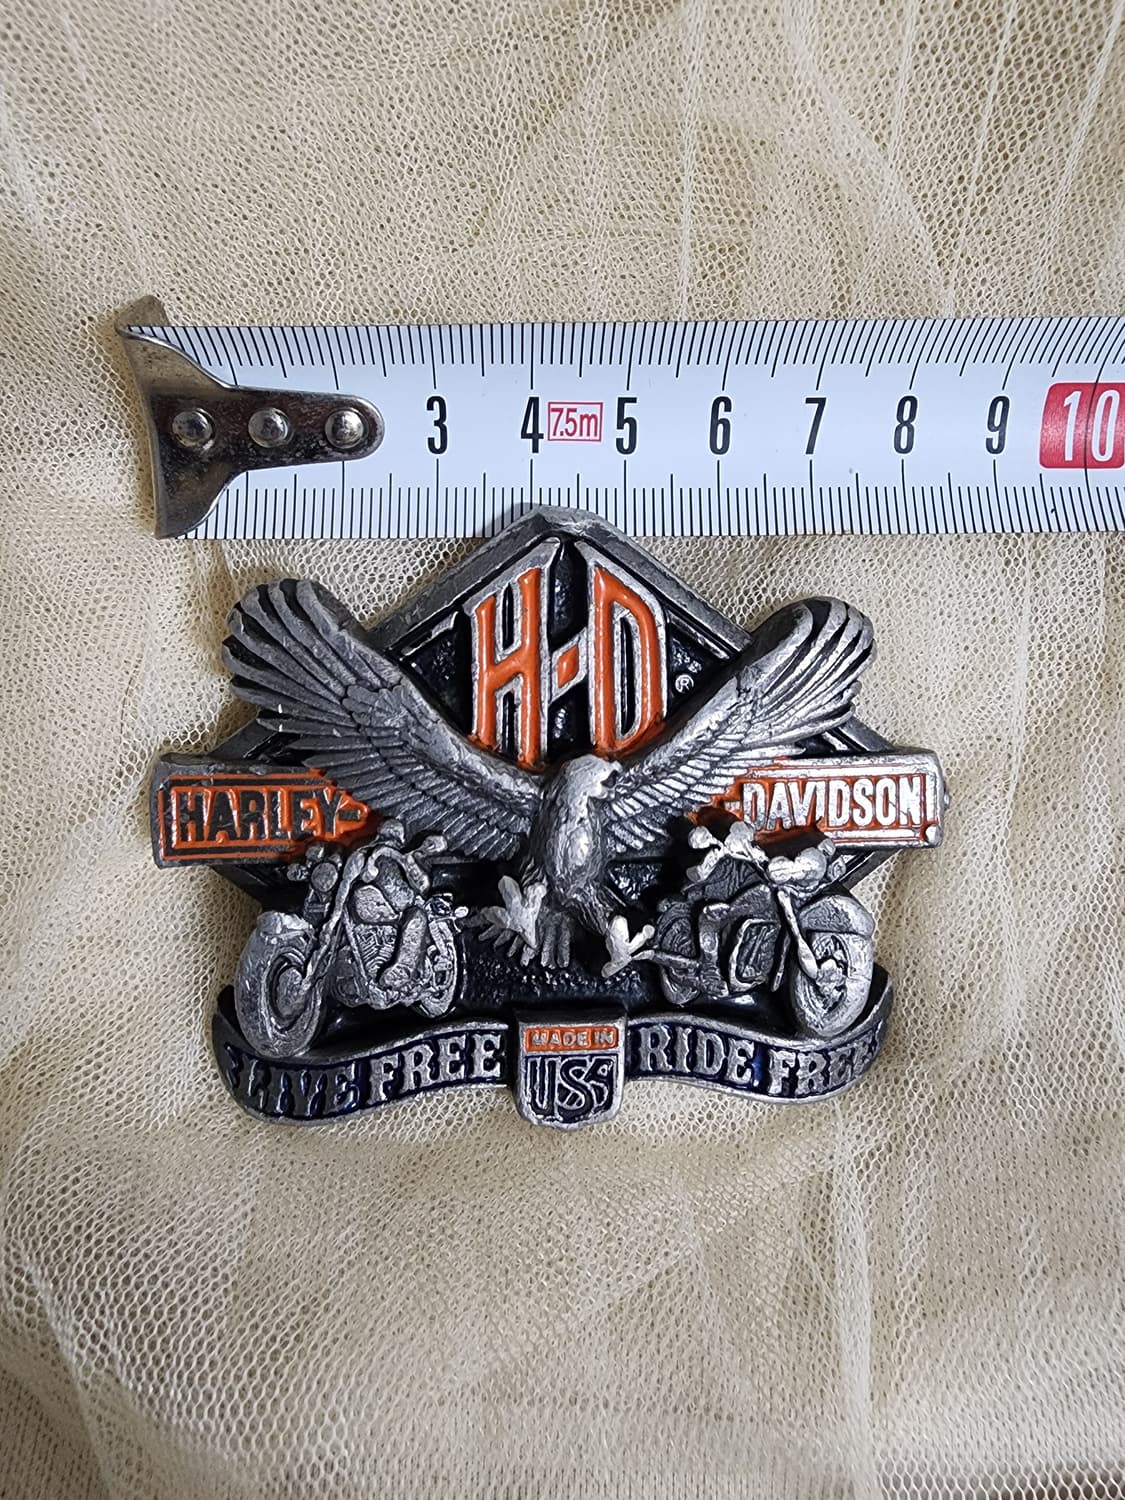 3 4 7.5m 5 6 7 8 9 10
H-D ®
HARLEY-
-DAVIDSON
MADE IN
USA
LIVE FREE
RIDE FREE